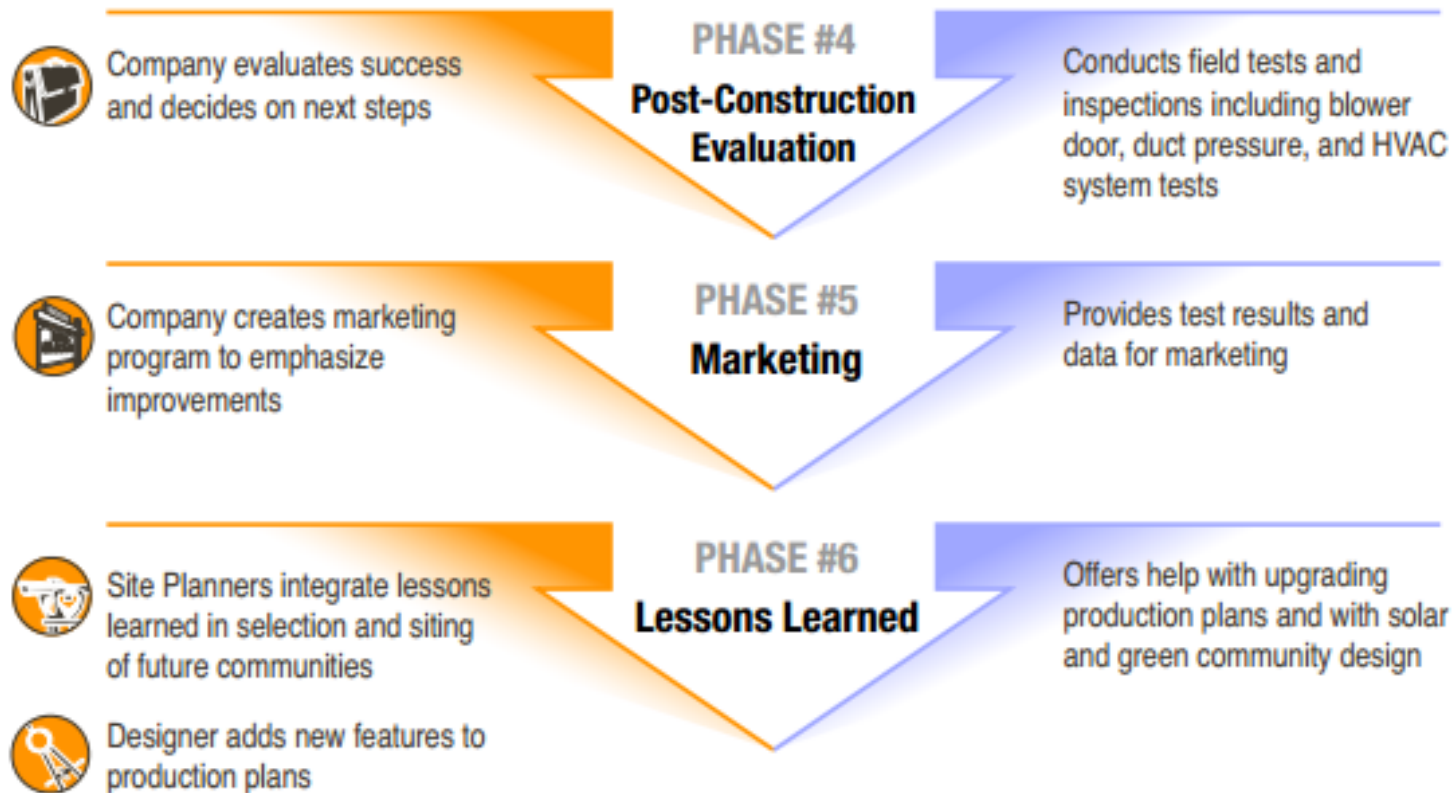 Company evaluates success
and decides on next steps
PHASE #4
Post-Construction
Evaluation
Conducts field tests and
inspections including blower
door, duct pressure, and HVAC
system tests
Company creates marketing
program to emphasize
improvements
PHASE #5
Marketing
Provides test results and
data for marketing
Site Planners integrate lessons
learned in selection and siting
of future communities
Designer adds new features to
production plans
PHASE #6
Lessons Learned
Offers help with upgrading
production plans and with solar
and green community design